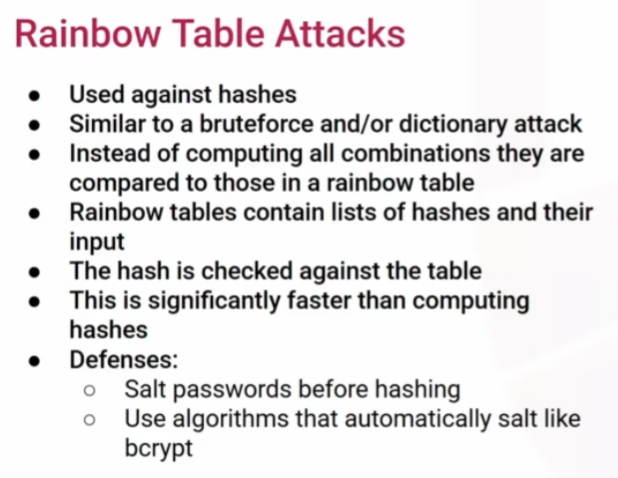 Rainbow Table Attacks
● Used against hashes
● Similar to a bruteforce and/or dictionary attack
● Instead of computing all combinations they are
compared to those in a rainbow table
● Rainbow tables contain lists of hashes and their
input
● The hash is checked against the table
● This is significantly faster than computing
hashes
● Defenses:
○ Salt passwords before hashing
○ Use algorithms that automatically salt like
bcrypt